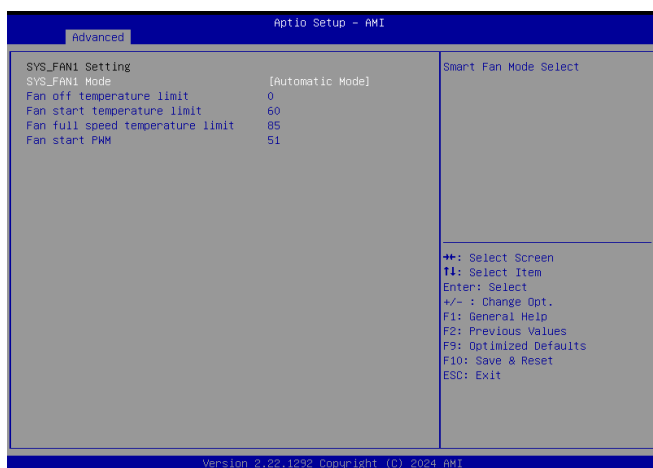 Aptio Setup – AMI
Advanced
SYS_FAN1 Setting
SYS_FAN1 Mode [Automatic Mode]
Fan off temperature limit 0
Fan start temperature limit 60
Fan full speed temperature limit 85
Fan start PWM 51
Smart Fan Mode Select
→←: Select Screen
↑↓: Select Item
Enter: Select
+/- : Change Opt.
F1: General Help
F2: Previous Values
F9: Optimized Defaults
F10: Save & Reset
ESC: Exit
Version 2.22.1292 Copyright (C) 2024 AMI